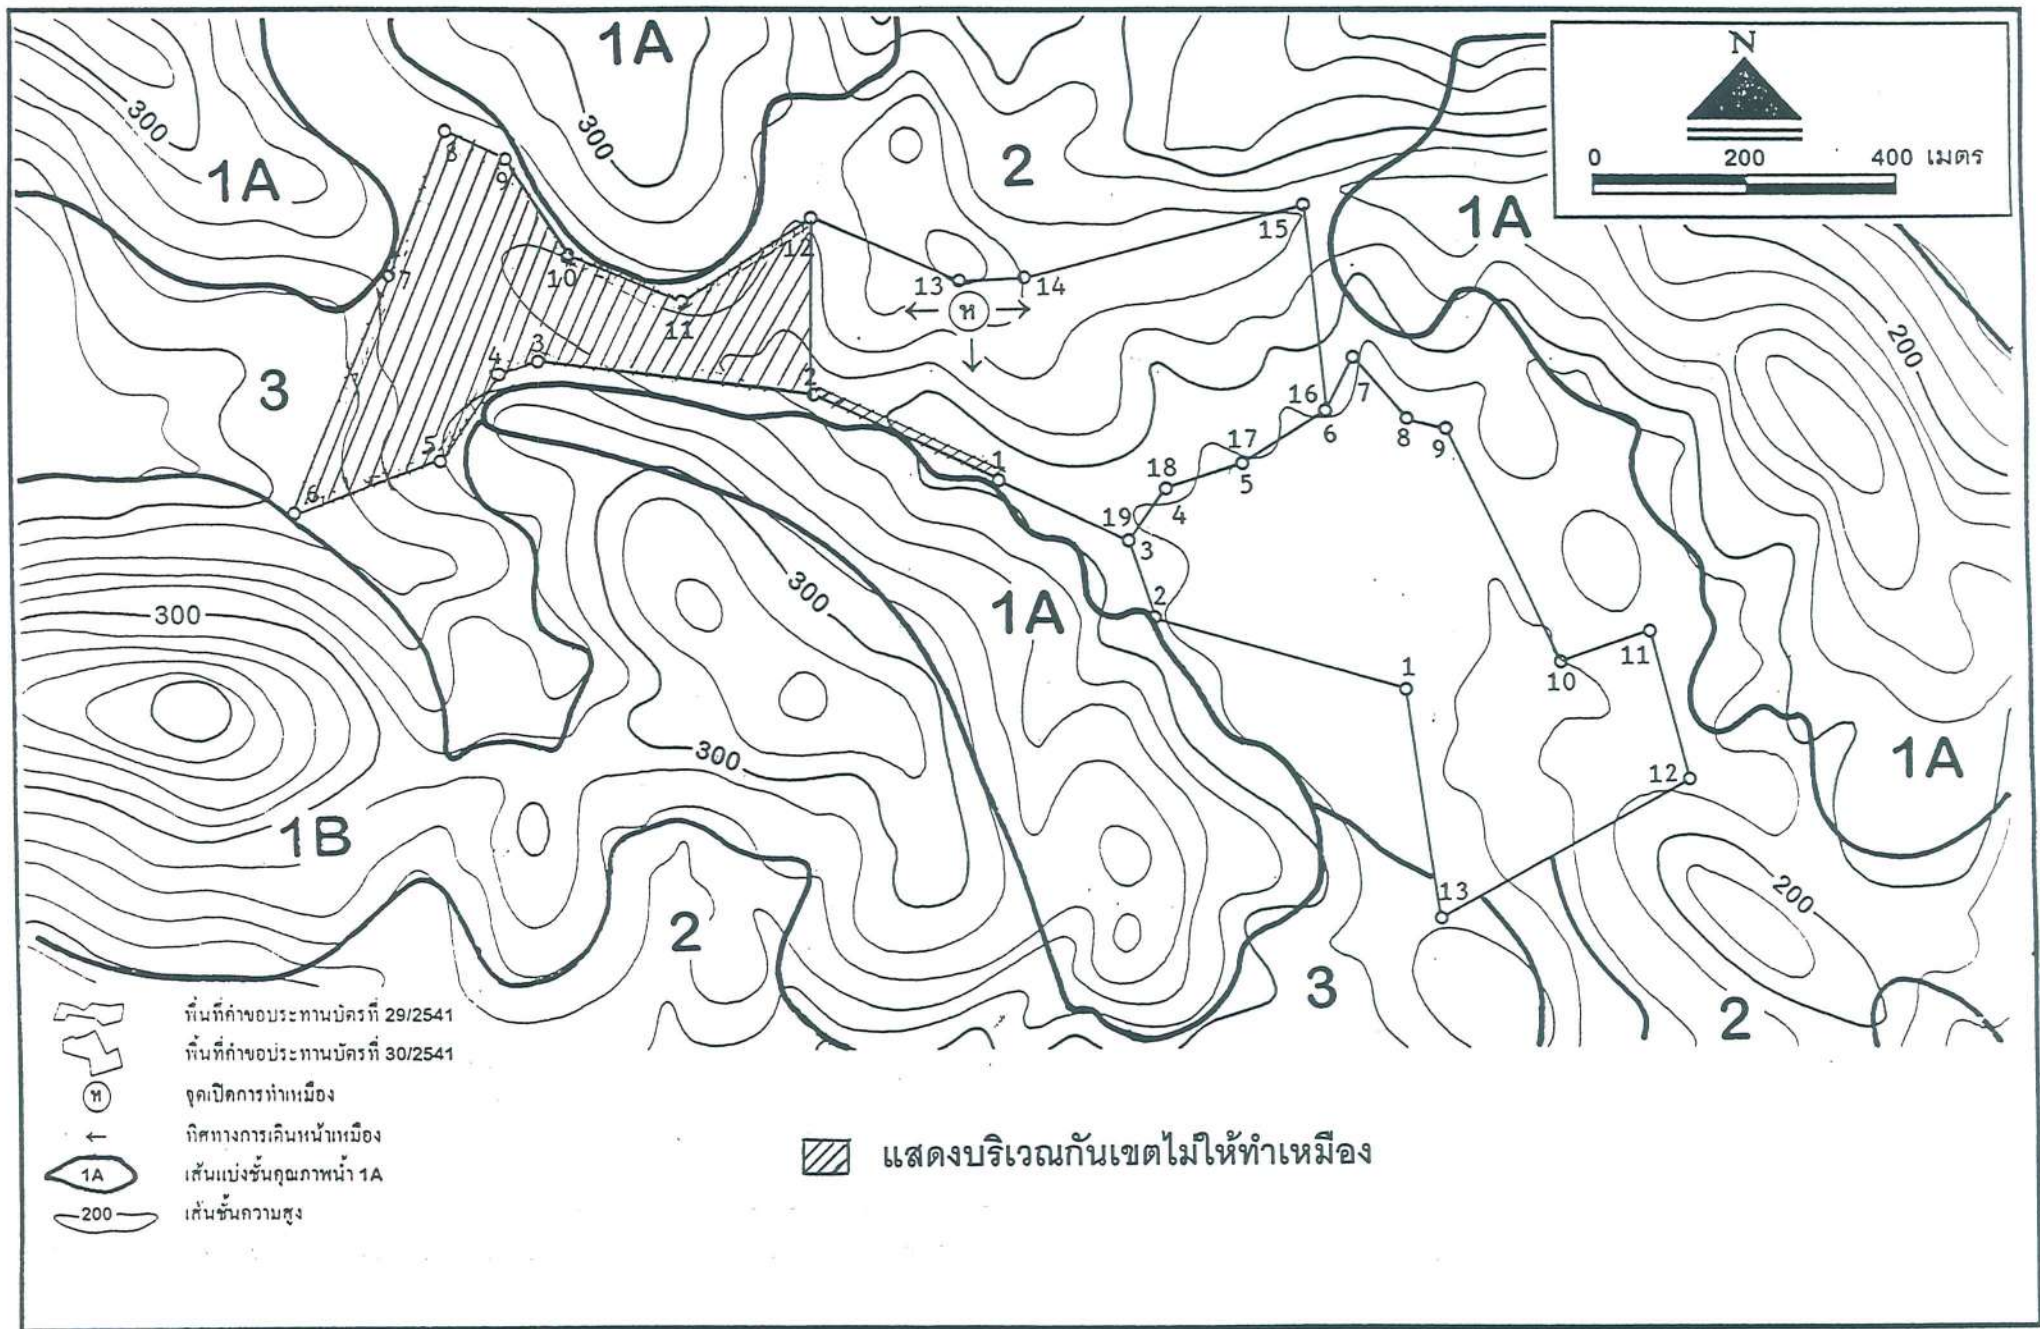 1A
N
0 200 400 เมตร
300
300
2
1A
1A
8
9
12
15
7
10
13
14
ห
11
200
3
3
4
2
16
7
6
8
9
17
5
5
1
18
4
6
19
3
300
300
1A
2
11
10
1
300
12
1A
1B
13
200
2
3
2
พื้นที่คำขอประทานบัตรที่ 29/2541
พื้นที่คำขอประทานบัตรที่ 30/2541
ห จุดเปิดการทำเหมือง
← ทิศทางการเดินหน้าเหมือง
1A เส้นแบ่งชั้นคุณภาพน้ำ 1A
200 เส้นชั้นความสูง
แสดงบริเวณกันเขตไม่ให้ทำเหมือง